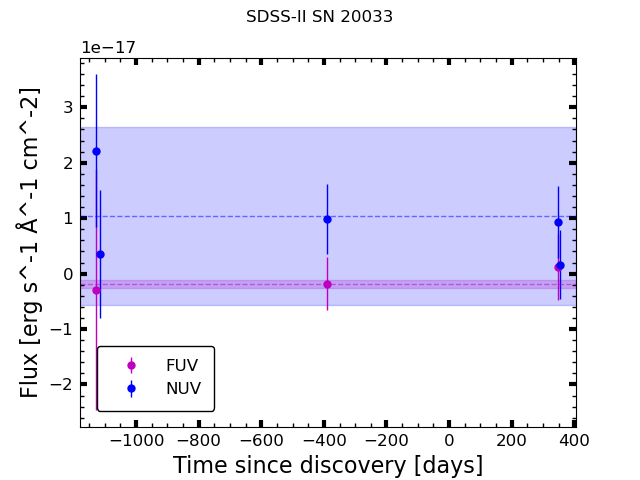 SDSS-II SN 20033
1e−17
Flux [erg s^-1 Å^-1 cm^-2]
3
2
1
0
−1
−2
FUV
NUV
−1000 −800 −600 −400 −200 0 200 400
Time since discovery [days]